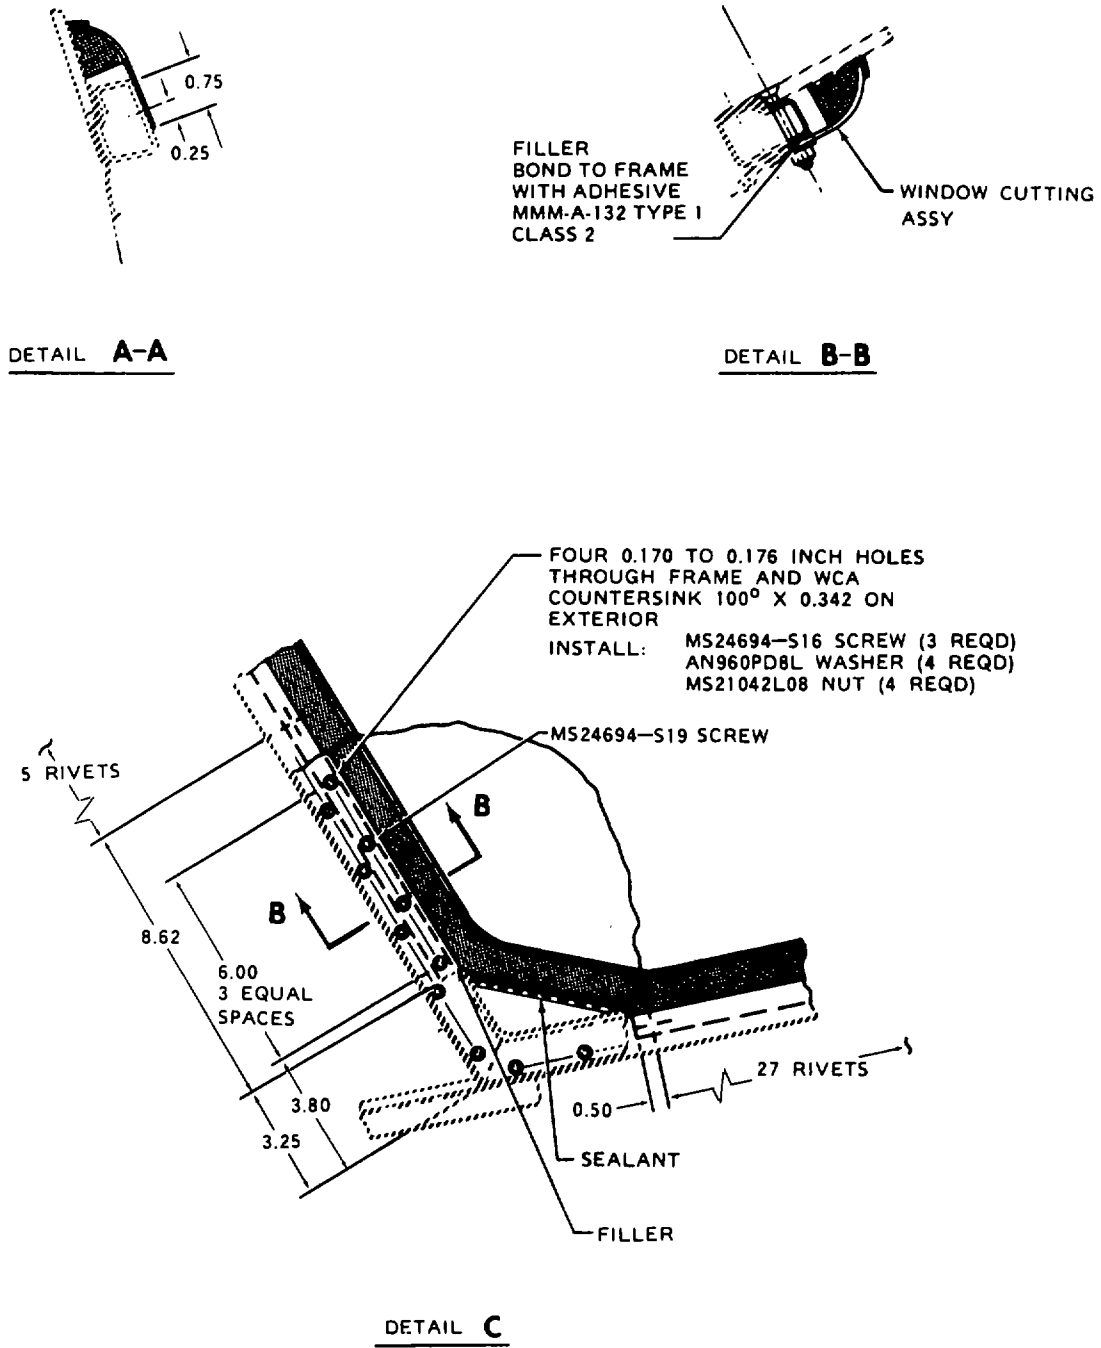 0.75
0.25
FILLER
BOND TO FRAME
WITH ADHESIVE
MMM-A-132 TYPE 1
CLASS 2
WINDOW CUTTING
ASSY
DETAIL A-A
DETAIL B-B
FOUR 0.170 TO 0.176 INCH HOLES
THROUGH FRAME AND WCA
COUNTERSINK 100° X 0.342 ON
EXTERIOR
INSTALL: MS24694-S16 SCREW (3 REQD)
AN960PD8L WASHER (4 REQD)
MS21042L08 NUT (4 REQD)
MS24694-S19 SCREW
5 RIVETS
B
B
8.62
6.00
3 EQUAL
SPACES
27 RIVETS
0.50
3.80
3.25
SEALANT
FILLER
DETAIL C